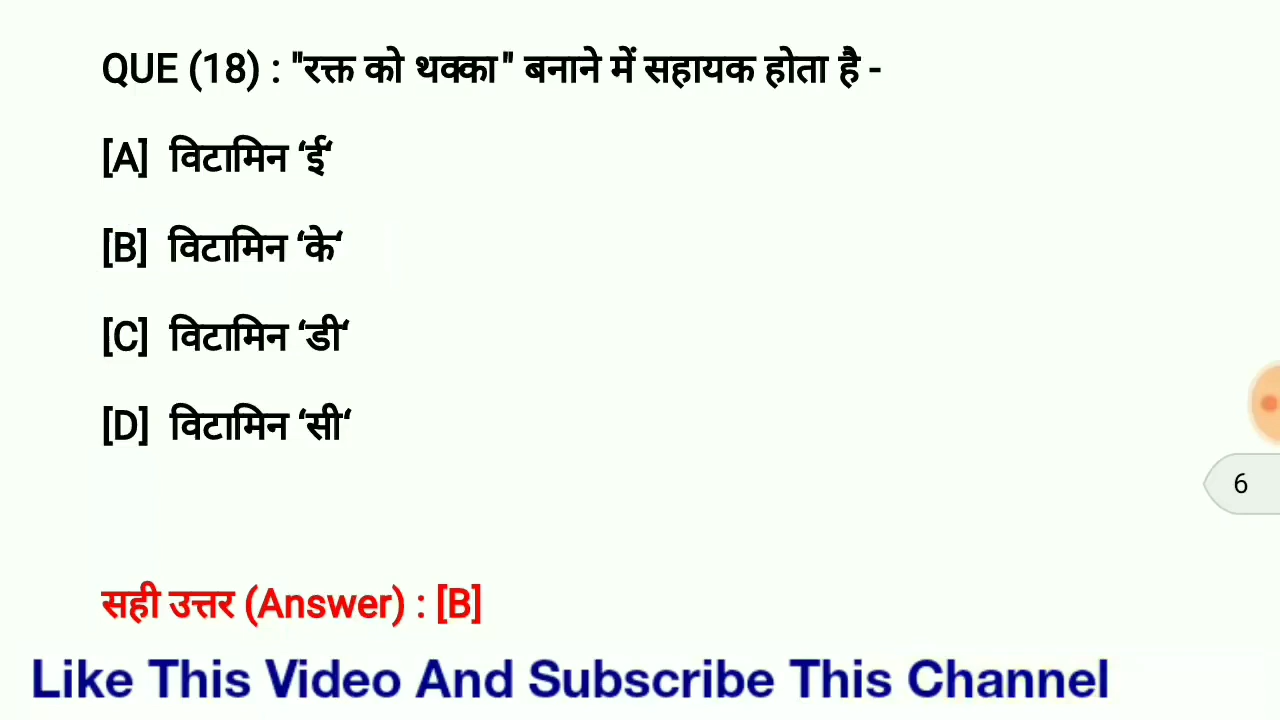 QUE (18) : "रक्त को थक्का" बनाने में सहायक होता है -
[A] विटामिन ‘ई‘
[B] विटामिन ‘के‘
[C] विटामिन ‘डी‘
[D] विटामिन ‘सी‘
6
सही उत्तर (Answer) : [B]
Like This Video And Subscribe This Channel